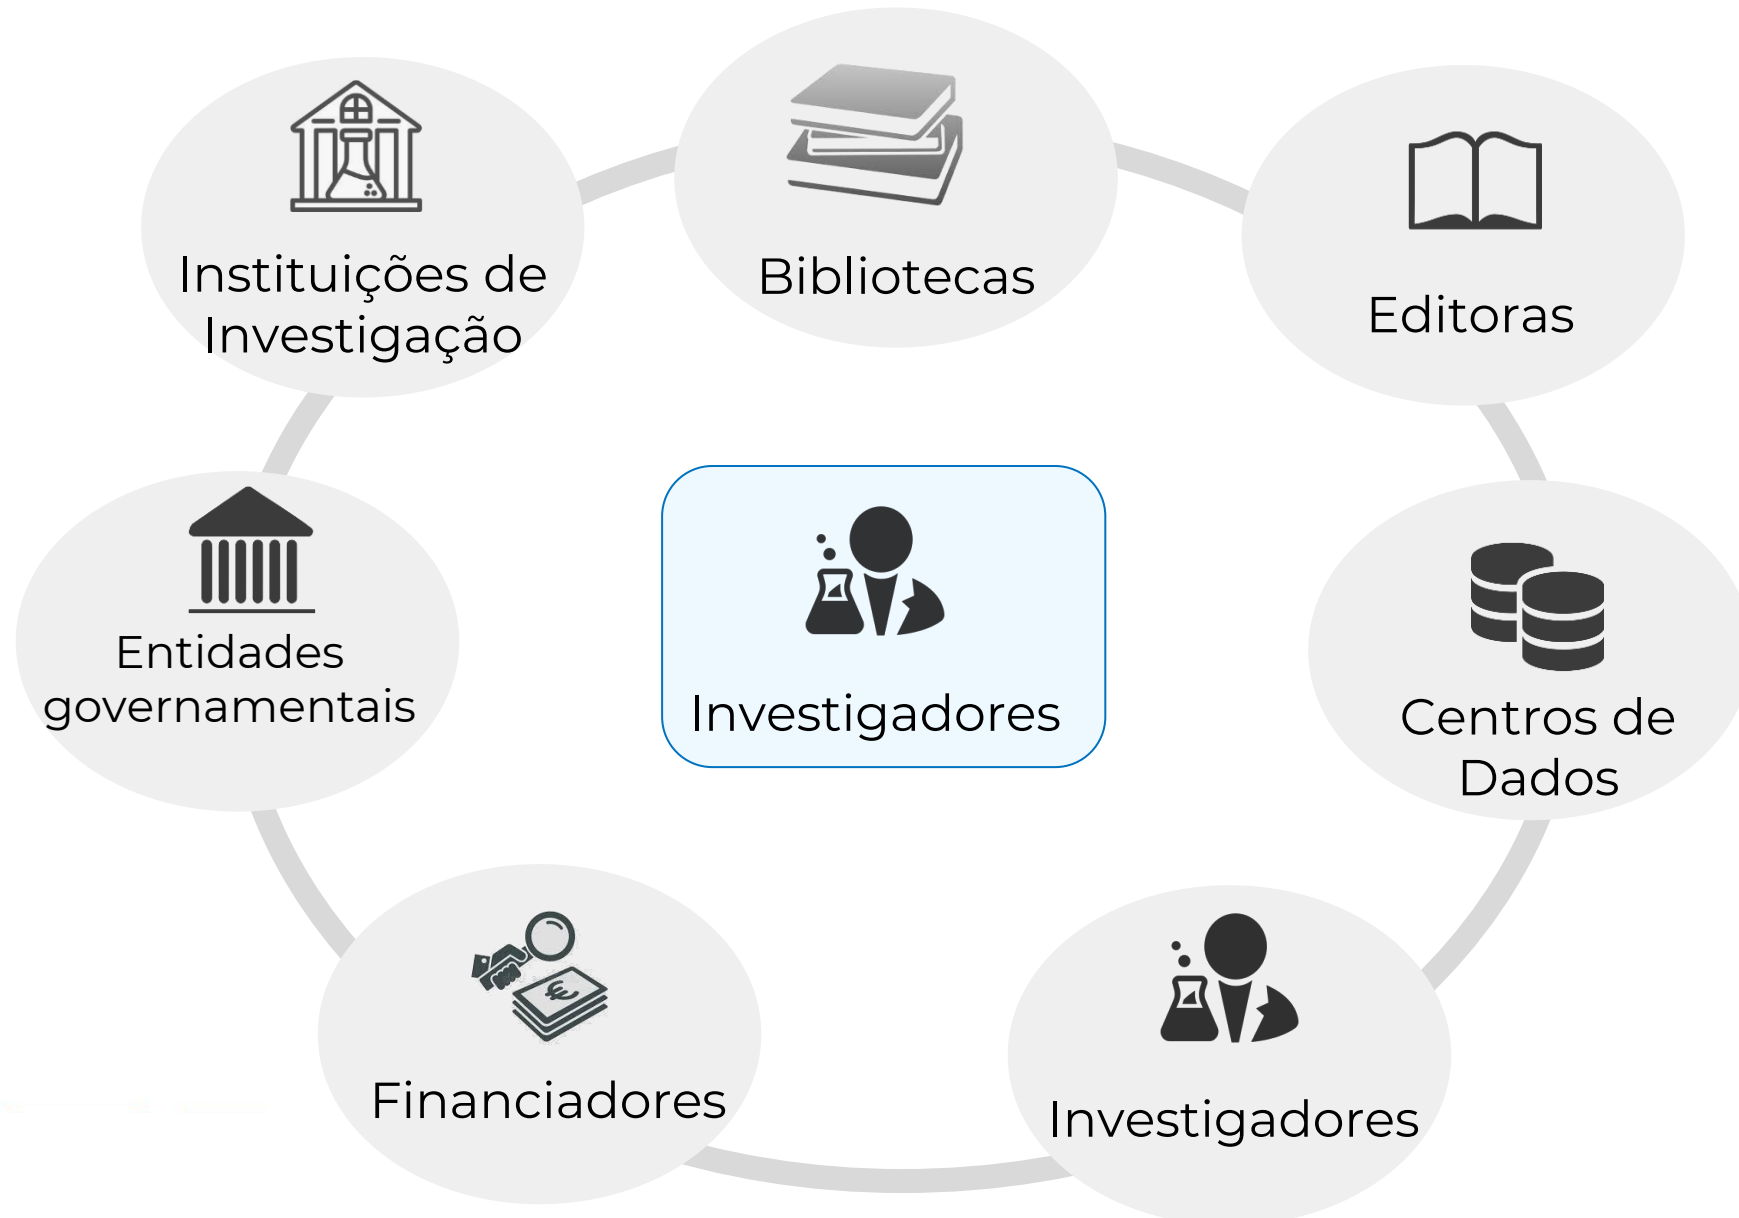 Bibliotecas
Instituições de
Investigação
Editoras
Entidades
governamentais
Investigadores
Centros de
Dados
Financiadores
Investigadores